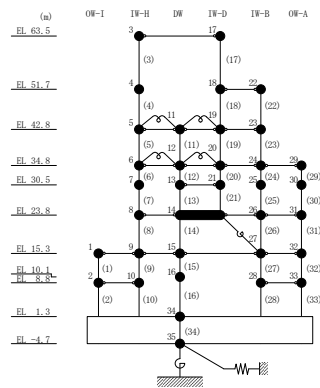 (m) OW-I IW-H DW IW-D IW-B OW-A
EL 63.5 3 17
(3) (17)
EL 51.7 4 18 22
(4) (18) (22)
11 19
EL 42.8 5 23
(5) 12 (11) 20 (19) (23)
EL 34.8 6 24 29
(6) (12) (20) (24) (29)
EL 30.5 7 13 21 25 30
(7) (13) (21) (25) (30)
EL 23.8 8 14 26 31
(8) (14) (26) (31)
27
EL 15.3 1 9 15 32
(1) (9) (15) (27) (32)
EL 10.1 16
EL 8.8 2 10 28 33
(2) (10) (16) (28) (33)
EL 1.3 34
(34)
EL -4.7 35